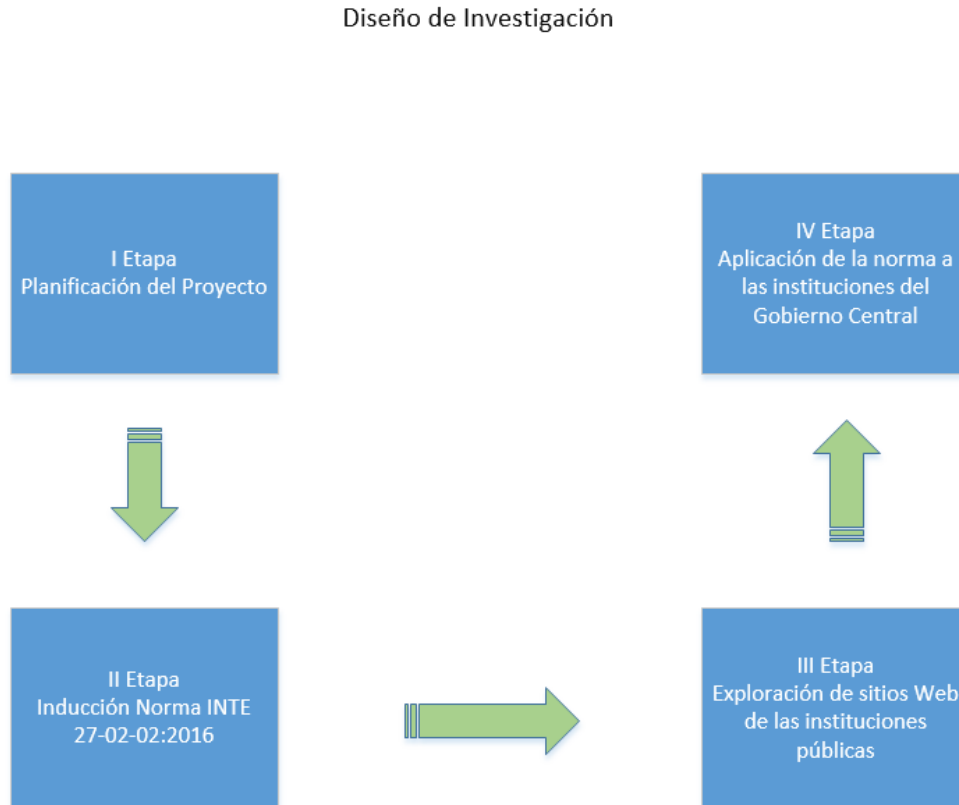 Diseño de Investigación
I Etapa
Planificación del Proyecto
II Etapa
Inducción Norma INTE
27-02-02:2016
III Etapa
Exploración de sitios Web
de las instituciones
públicas
IV Etapa
Aplicación de la norma a
las instituciones del
Gobierno Central